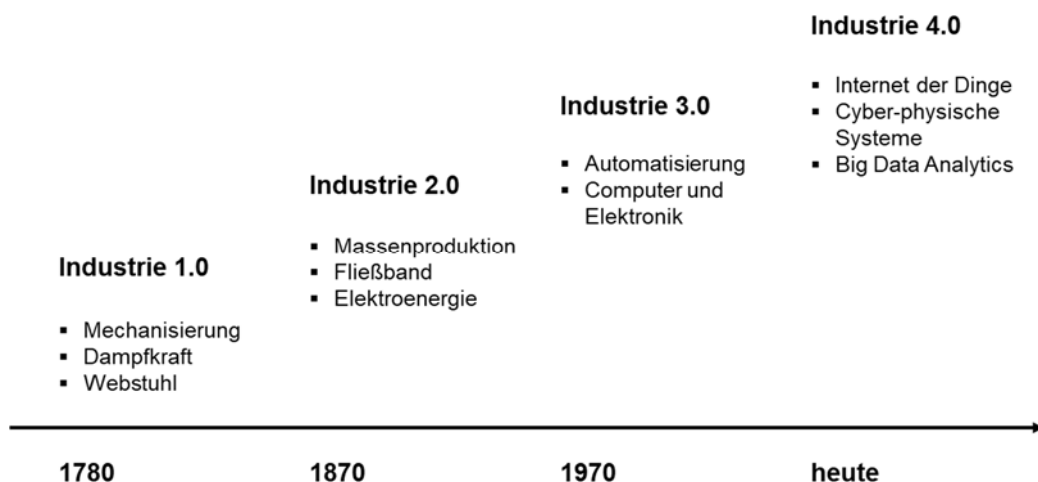 Industrie 1.0
▪ Mechanisierung
▪ Dampfkraft
▪ Webstuhl
Industrie 2.0
▪ Massenproduktion
▪ Fließband
▪ Elektroenergie
Industrie 3.0
▪ Automatisierung
▪ Computer und
Elektronik
Industrie 4.0
▪ Internet der Dinge
▪ Cyber-physische
Systeme
▪ Big Data Analytics
1780
1870
1970
heute